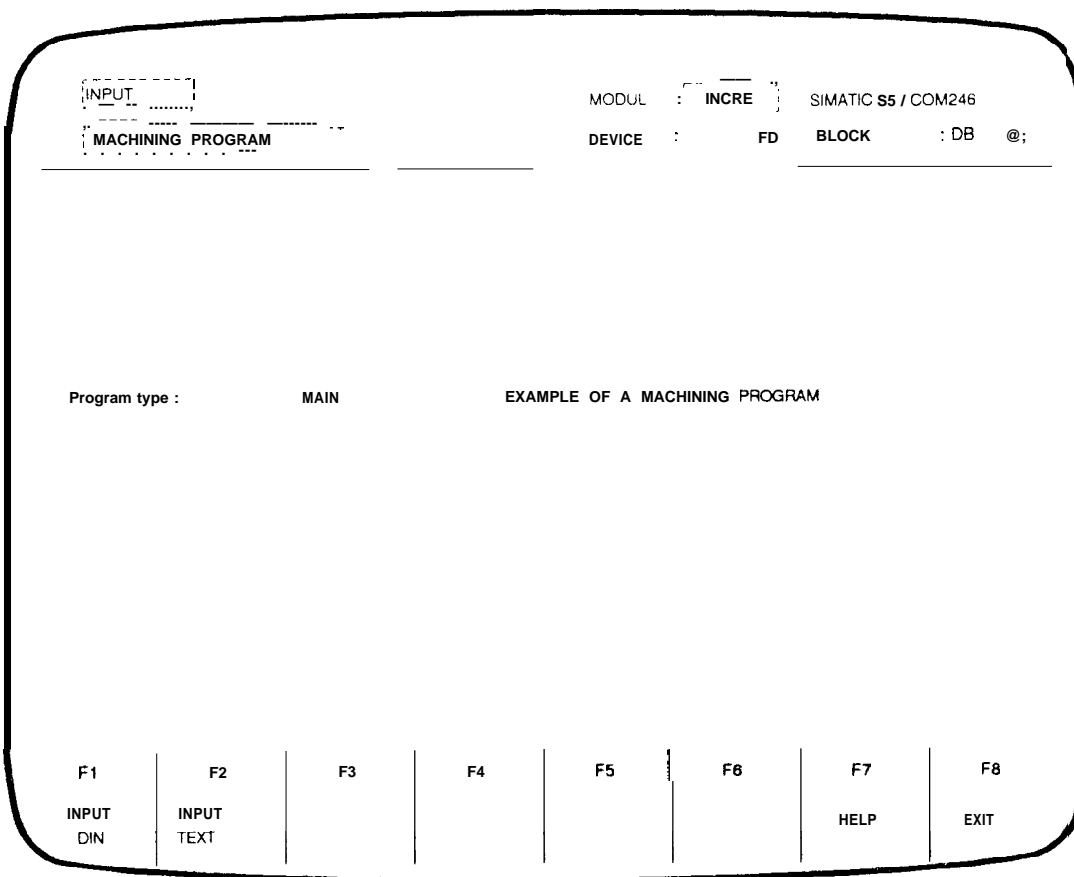 INPUT MODUL : INCRE SIMATIC S5 / COM246
MACHINING PROGRAM DEVICE : FD BLOCK : DB @;
Program type : MAIN EXAMPLE OF A MACHINING PROGRAM
F1 F2 F3 F4 F5 F6 F7 F8
INPUT INPUT HELP EXIT
DIN TEXT